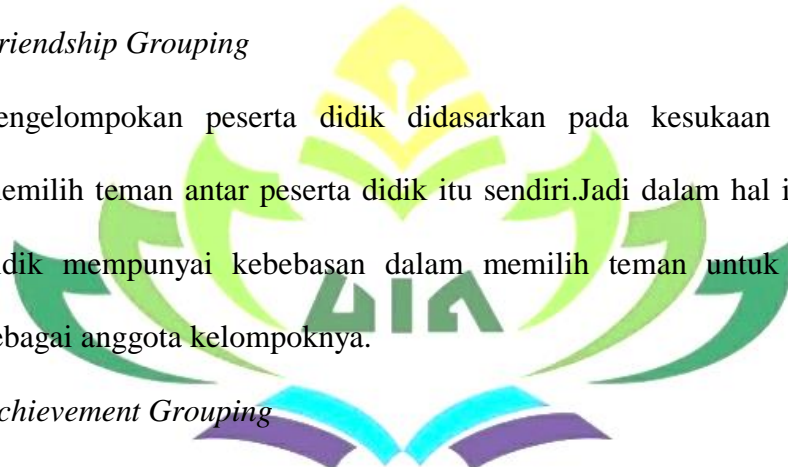 riendship Grouping
engelompokan peserta didik didasarkan pada kesukaan
emilih teman antar peserta didik itu sendiri.Jadi dalam hal i
idik mempunyai kebebasan dalam memilih teman untuk
UIN
ebagai anggota kelompoknya.
chievement Grouping